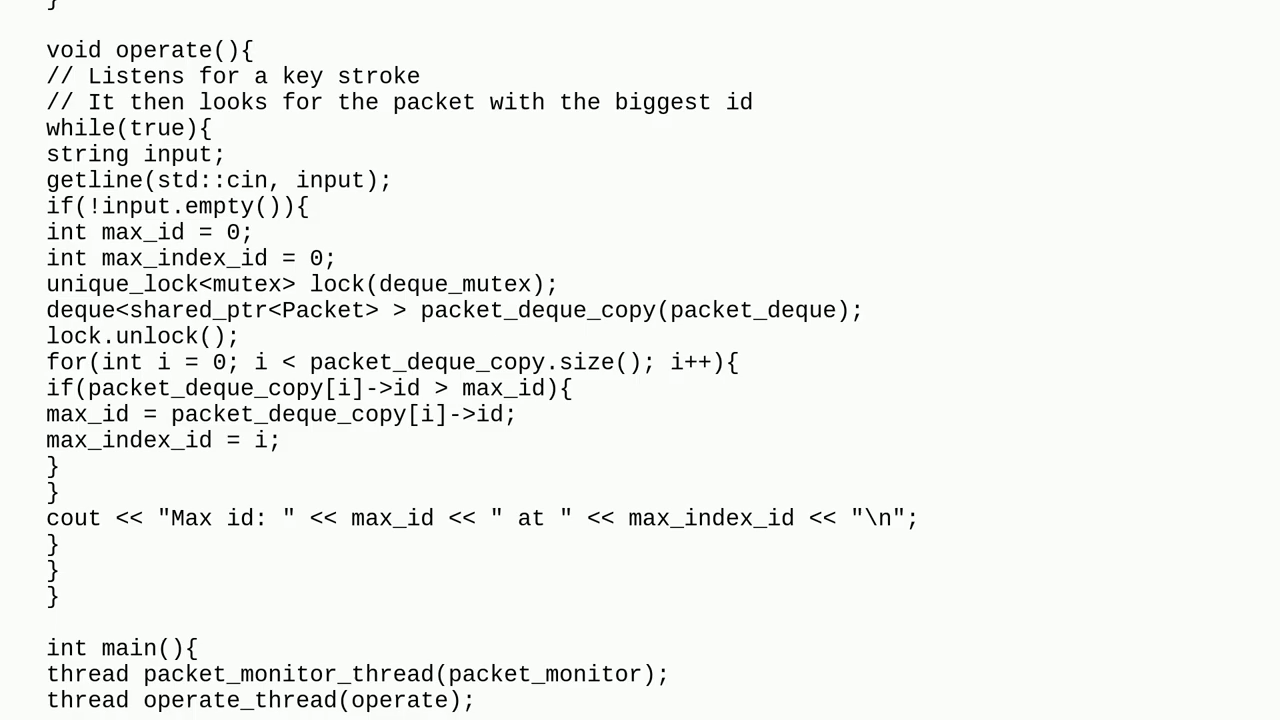 }
void operate(){
// Listens for a key stroke
// It then looks for the packet with the biggest id
while(true){
string input;
getline(std::cin, input);
if(!input.empty()){
int max_id = 0;
int max_index_id = 0;
unique_lock<mutex> lock(deque_mutex);
deque<shared_ptr<Packet> > packet_deque_copy(packet_deque);
lock.unlock();
for(int i = 0; i < packet_deque_copy.size(); i++){
if(packet_deque_copy[i]->id > max_id){
max_id = packet_deque_copy[i]->id;
max_index_id = i;
}
}
cout << "Max id: " << max_id << " at " << max_index_id << "\n";
}
}
}
int main(){
thread packet_monitor_thread(packet_monitor);
thread operate_thread(operate);